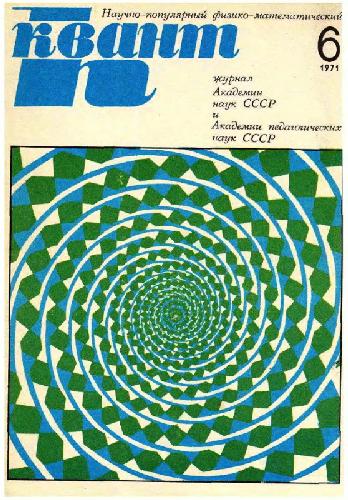 Научно-популярный физико-математический
квант
6
1971
журнал
Академии
наук СССР
и
Академии педагогических
наук СССР